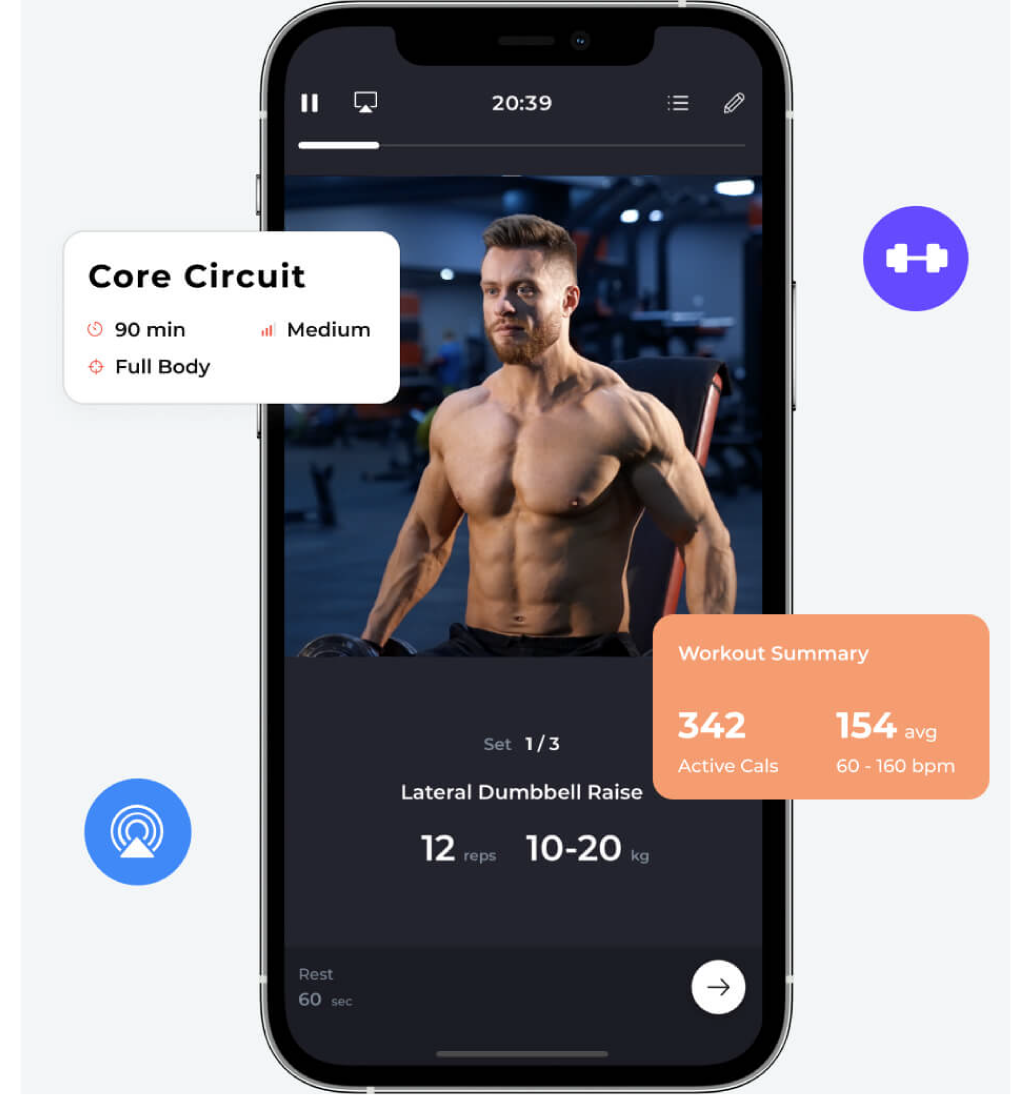 20:39
Core Circuit
90 min Medium
Full Body
Workout Summary
342 154 avg
Active Cals 60 - 160 bpm
Set 1 / 3
Lateral Dumbbell Raise
12 reps 10-20 kg
Rest
60 sec